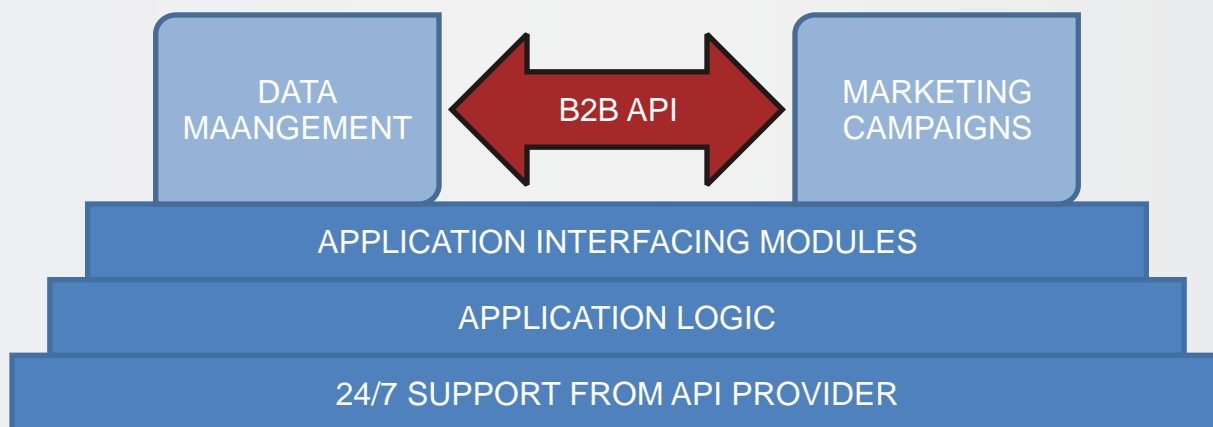 DATA
MAANGEMENT
B2B API
MARKETING
CAMPAIGNS
APPLICATION INTERFACING MODULES
APPLICATION LOGIC
24/7 SUPPORT FROM API PROVIDER